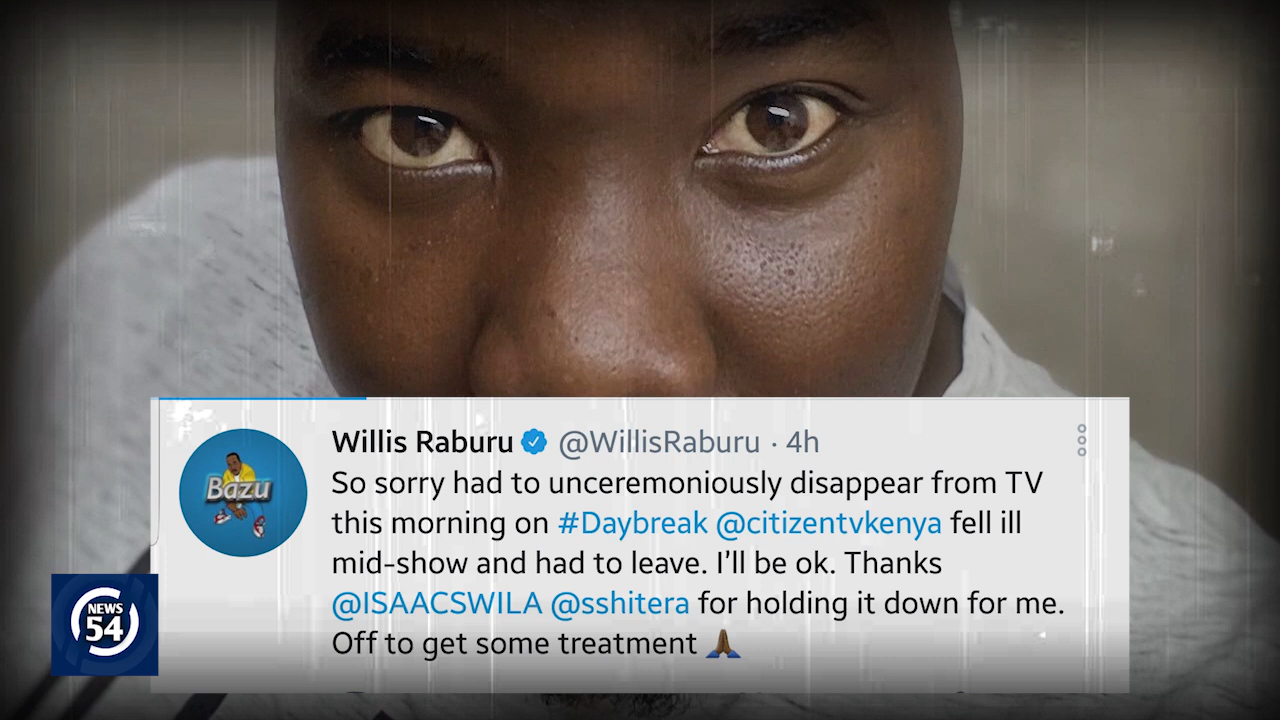 Willis Raburu @WillisRaburu · 4h
So sorry had to unceremoniously disappear from TV
this morning on #Daybreak @citizentvkenya fell ill
mid-show and had to leave. I'll be ok. Thanks
@ISAACSWILA @sshitera for holding it down for me.
Off to get some treatment 🙏🏾
Bazu
NEWS
54